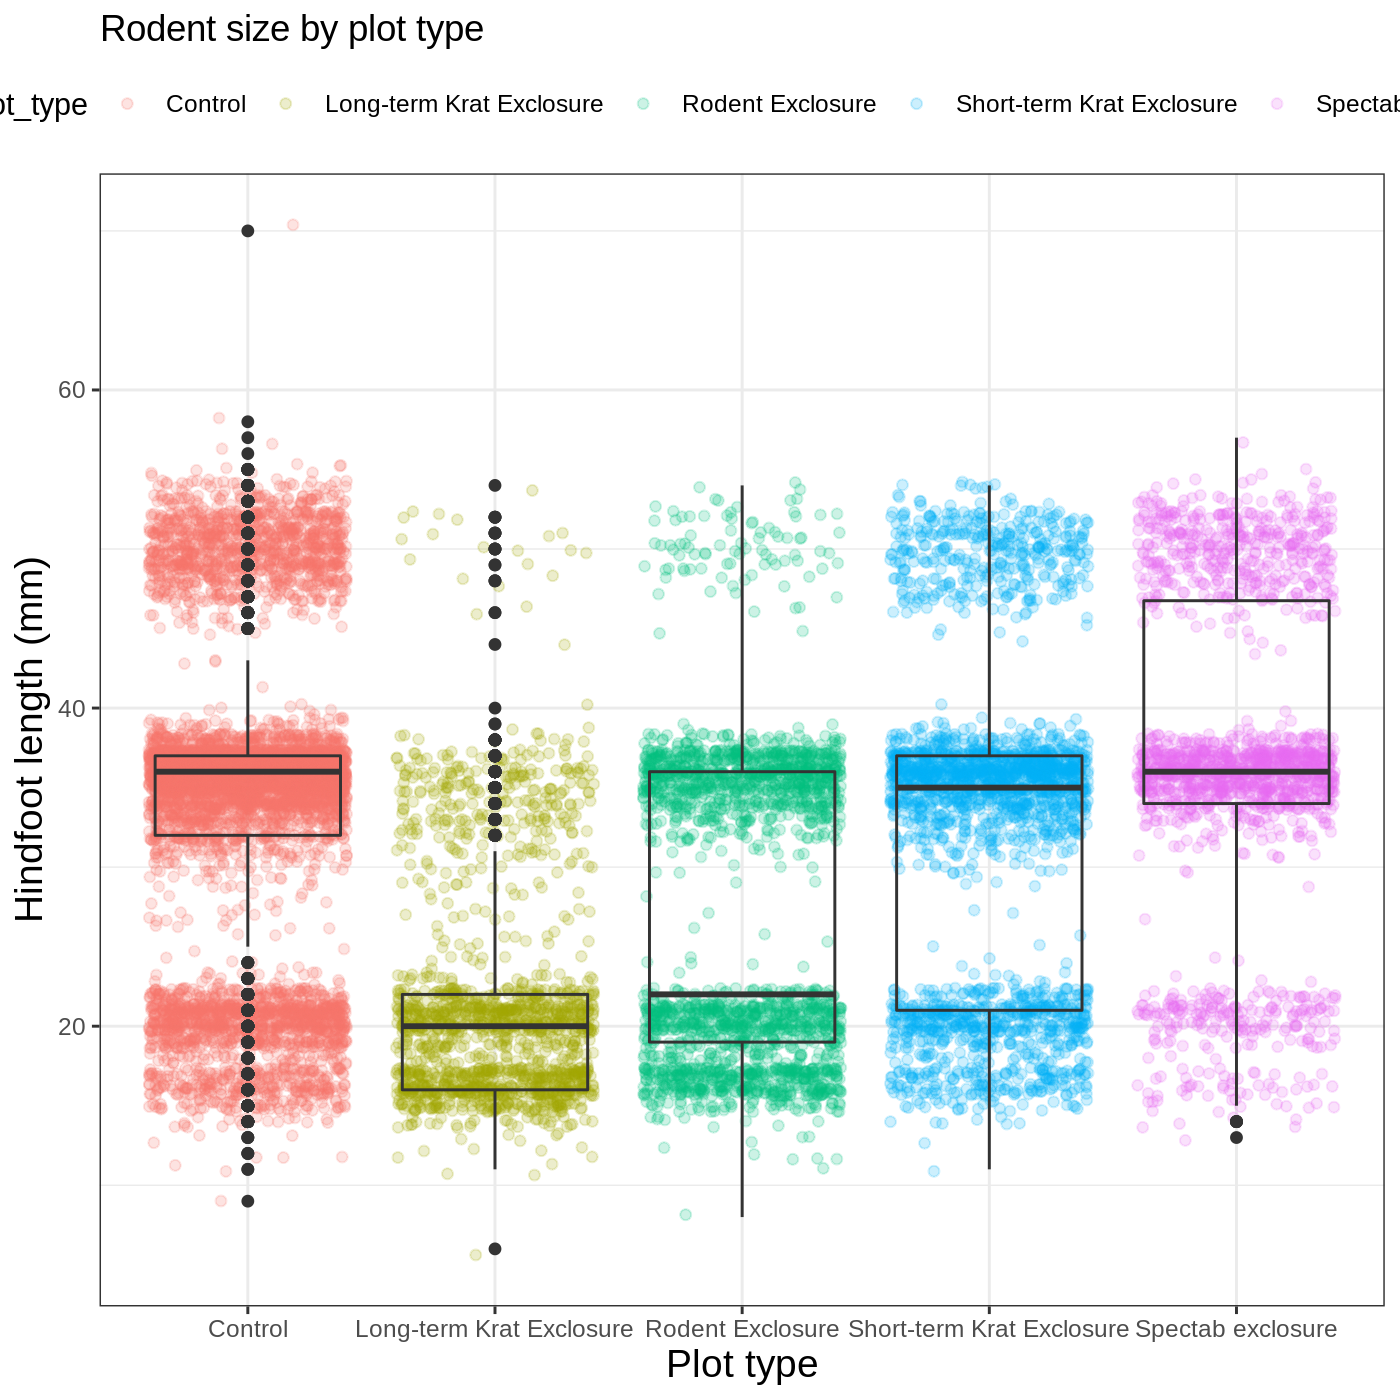 Rodent size by plot type
ot_type Control Long-term Krat Exclosure Rodent Exclosure Short-term Krat Exclosure Spectab
60
40
20
Hindfoot length (mm)
Control Long-term Krat Exclosure Rodent Exclosure Short-term Krat Exclosure Spectab exclosure
Plot type